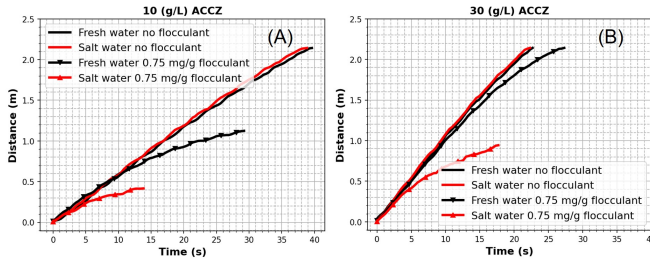 10 (g/L) ACCZ
(A)
Fresh water no flocculant
Salt water no flocculant
Fresh water 0.75 mg/g flocculant
Salt water 0.75 mg/g flocculant
2.5
2.0
1.5
1.0
0.5
0.0
Distance (m)
0 5 10 15 20 25 30 35 40
Time (s)
30 (g/L) ACCZ
(B)
2.5
2.0
1.5
1.0
0.5
0.0
Distance (m)
Fresh water no flocculant
Salt water no flocculant
Fresh water 0.75 mg/g flocculant
Salt water 0.75 mg/g flocculant
0 5 10 15 20 25 30 35 40
Time (s)